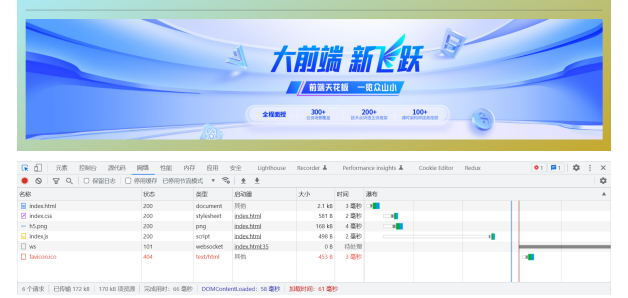 大前端 新飞跃
前端天花板 一览众山小
全程面授
300+
200+
100+
元素 控制台 源代码 网络 性能 内存 应用 安全 Lighthouse Recorder Performance insights Cookie Editor Redux 1 1
保留日志 停用缓存 已停用节流模式
名称 状态 类型 启动器 大小 时间 瀑布
index.html 200 document 其他 2.1 kB 3 毫秒
index.css 200 stylesheet index.html 581 B 2 毫秒
h5.png 200 png index.html 168 kB 4 毫秒
index.js 200 script index.html 498 B 2 毫秒
ws 101 websocket index.html:35 0 B 待处理
favicon.ico 404 text/html 其他 453 B 3 毫秒
6 个请求 已传输 172 kB 170 kB 项资源 完成用时：66 毫秒 DOMContentLoaded：58 毫秒 加载时间：61 毫秒